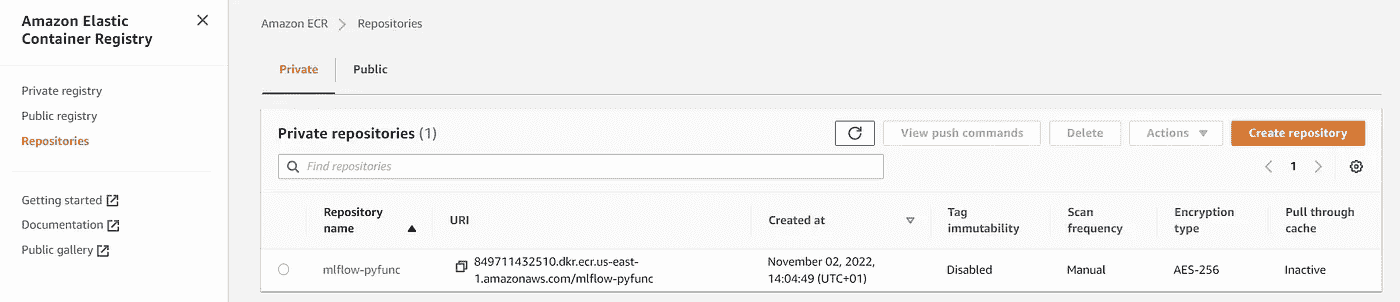 Amazon Elastic
Container Registry
Private registry
Public registry
Repositories
Getting started
Documentation
Public gallery
Amazon ECR
Repositories
Private
Public
Private repositories (1)
View push commands
Delete
Actions
Create repository
Find repositories
1
Repository
name
URI
Created at
Tag
immutability
Scan
frequency
Encryption
type
Pull through
cache
mlflow-pyfunc
849711432510.dkr.ecr.us-east-
1.amazonaws.com/mlflow-pyfunc
November 02, 2022,
14:04:49 (UTC+01)
Disabled
Manual
AES-256
Inactive